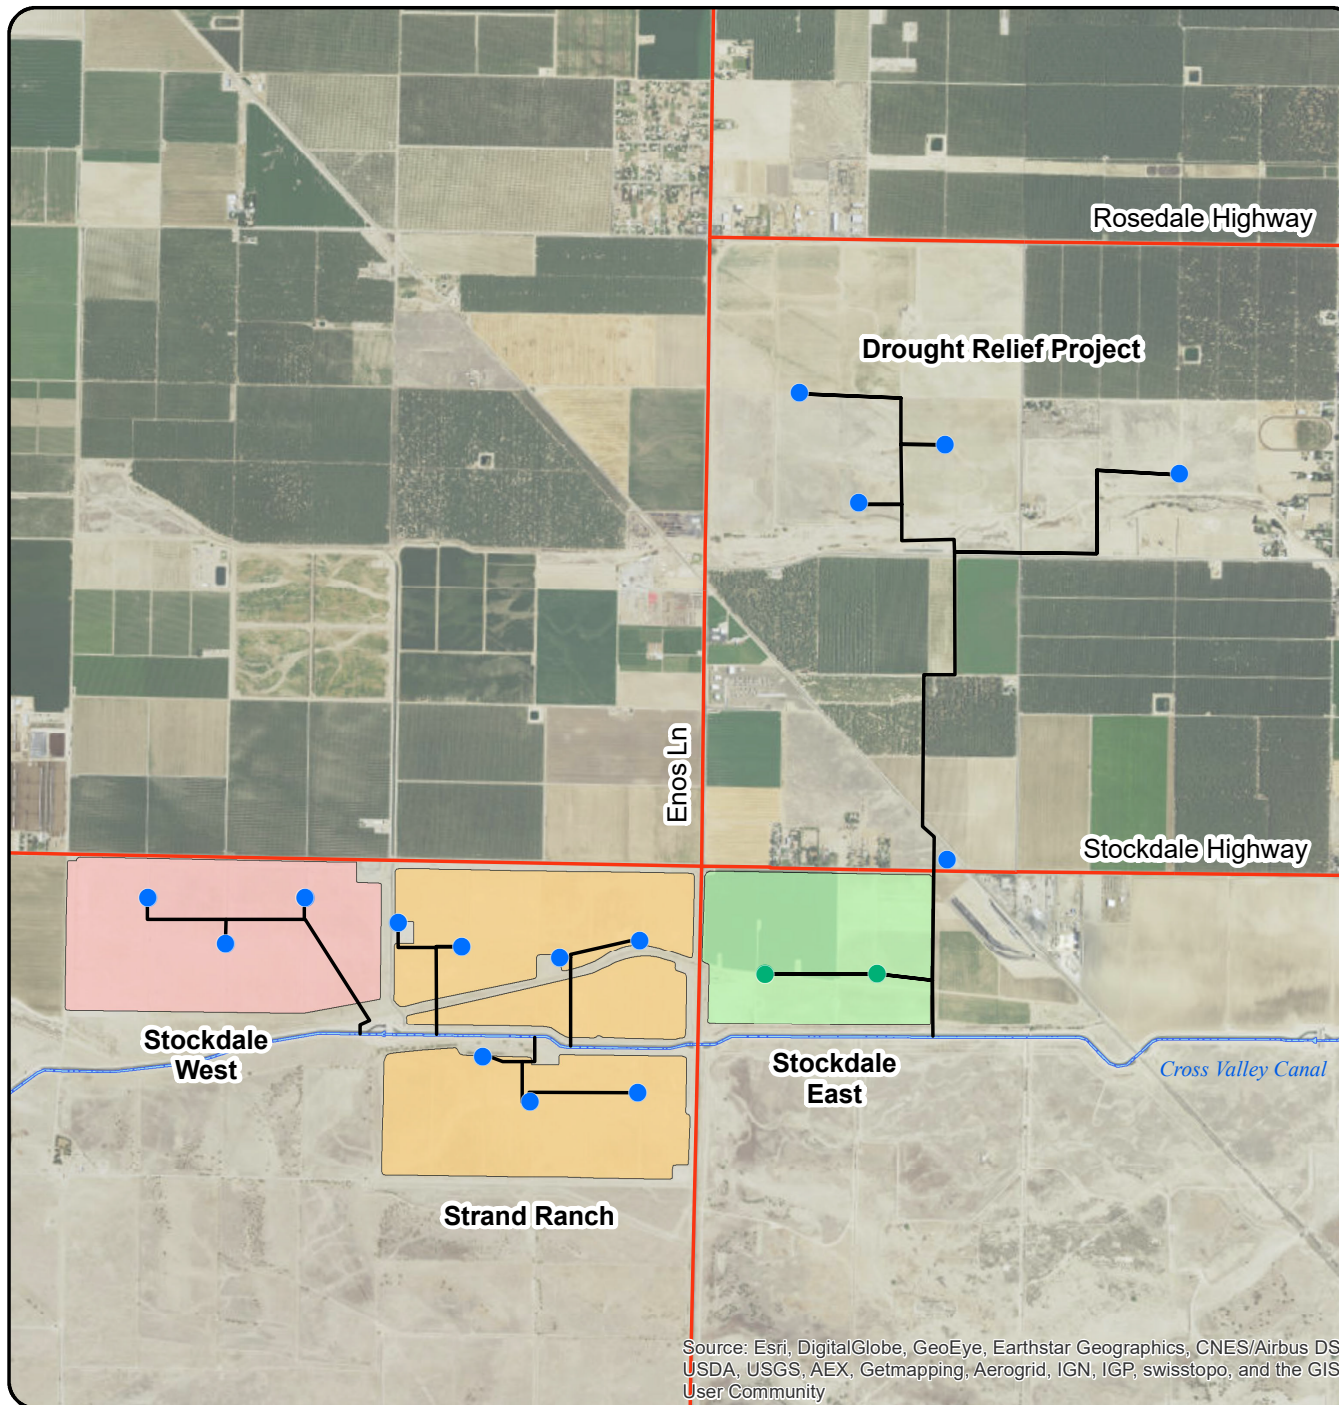 Rosedale Highway
Drought Relief Project
Enos Ln
Stockdale Highway
Stockdale
West
Stockdale
East
Cross Valley Canal
Strand Ranch
Source: Esri, DigitalGlobe, GeoEye, Earthstar Geographics, CNES/Airbus DS
USDA, USGS, AEX, Getmapping, Aerogrid, IGN, IGP, swisstopo, and the GIS
User Community